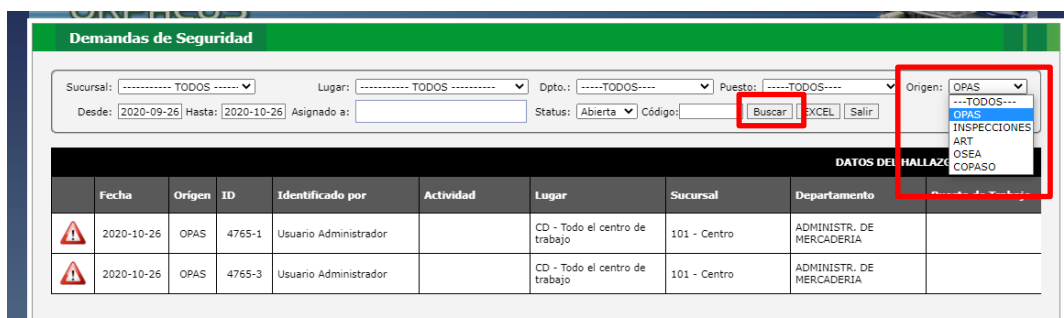 Demandas de Seguridad
Sucursal: ----------- TODOS ------ Lugar: ----------- TODOS ---------- Dpto.: -----TODOS---- Puesto: -----TODOS---- Origen: OPAS
Desde: 2020-09-26 Hasta: 2020-10-26 Asignado a: Status: Abierta Código: Buscar EXCEL Salir
---TODOS---
OPAS
INSPECCIONES
ART
OSEA
COPASO
DATOS DEL
Fecha Orígen ID Identificado por Actividad Lugar Sucursal Departamento Puesto de Trabajo
2020-10-26 OPAS 4765-1 Usuario Administrador CD - Todo el centro de trabajo 101 - Centro ADMINISTR. DE MERCADERIA
2020-10-26 OPAS 4765-3 Usuario Administrador CD - Todo el centro de trabajo 101 - Centro ADMINISTR. DE MERCADERIA